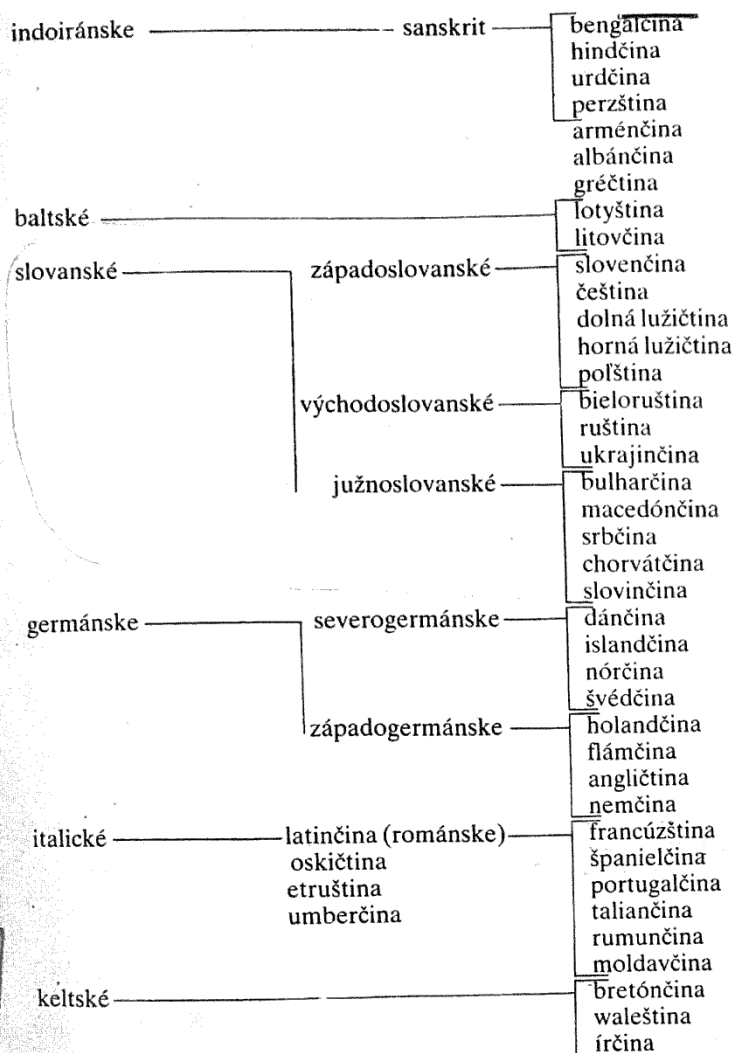 indoiránske sanskrit bengálčina
hindčina
urdčina
perzština
arménčina
albánčina
gréčtina
baltské lotyština
litovčina
slovanské západoslovanské slovenčina
čeština
dolná lužičtina
horná lužičtina
poľština
východoslovanské bieloruština
ruština
ukrajinčina
južnoslovanské bulharčina
macedónčina
srbčina
chorvátčina
slovinčina
germánske severogermánske dánčina
islandčina
nórčina
švédčina
západogermánske holandčina
flámčina
angličtina
nemčina
italické latinčina (románske) francúzština
oskičtina španielčina
etruština portugalčina
umberčina taliančina
rumunčina
moldavčina
keltské bretónčina
waleština
írčina